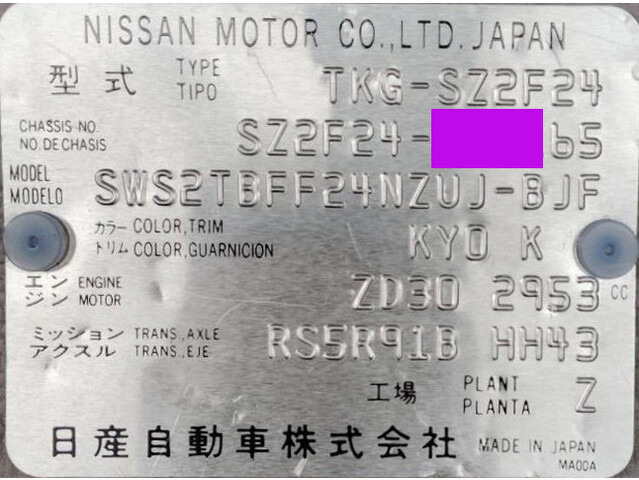 NISSAN MOTOR CO.,LTD. JAPAN
型式 TYPE TIPO TKG-SZ2F24
CHASSIS NO. NO. DE CHASIS SZ2F24- 65
MODEL MODELO SWS2TBFF24NZUJ-BJF
カラー COLOR,TRIM
トリム COLOR,GUARNICION KY0 K
エンジン ENGINE MOTOR ZD30 2953 CC
ミッション TRANS.,AXLE
アクスル TRANS.,EJE RS5R91B HH43
工場 PLANT PLANTA Z
日産自動車株式会社 MADE IN JAPAN
MA00A